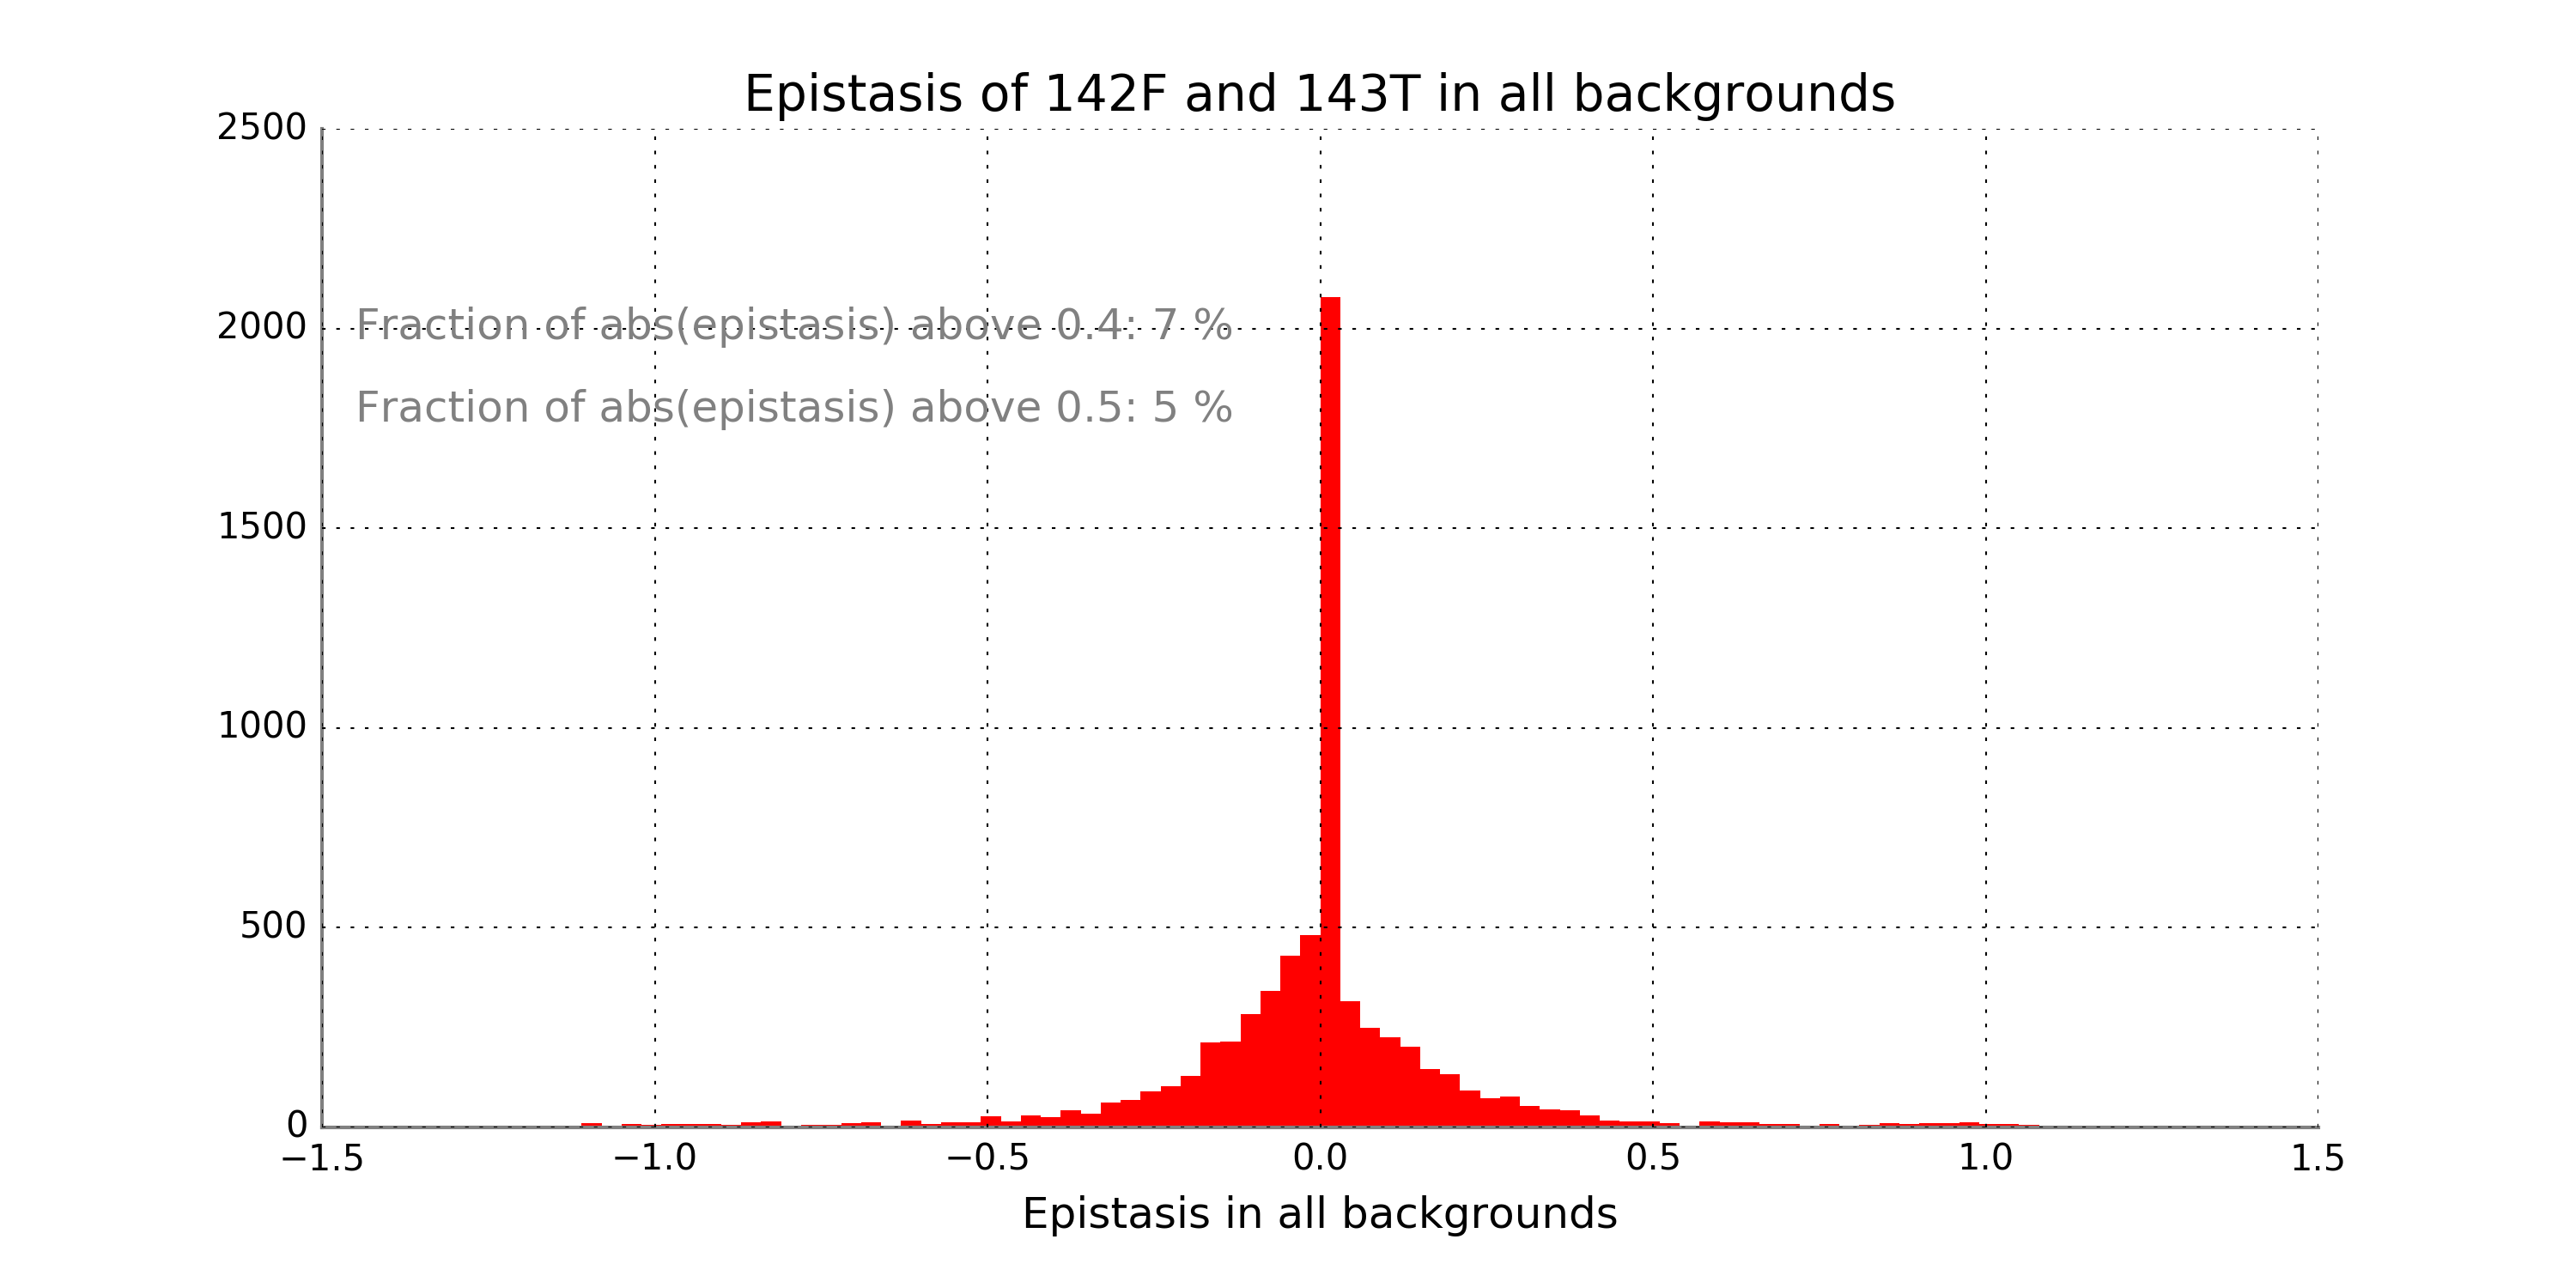 Epistasis of 142F and 143T in all backgrounds
2500
2000
Fraction of abs(epistasis) above 0.4: 7 %
Fraction of abs(epistasis) above 0.5: 5 %
1500
1000
500
0
−1.5 −1.0 −0.5 0.0 0.5 1.0 1.5
Epistasis in all backgrounds